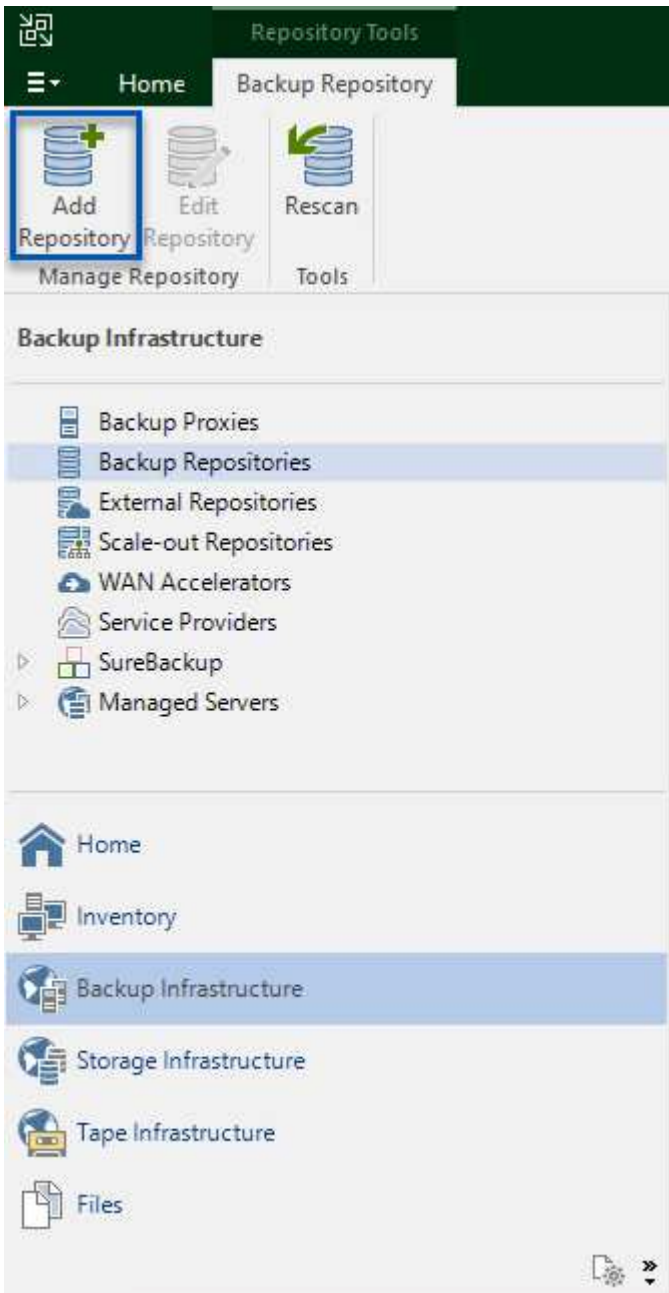 Repository Tools
Home
Backup Repository
Add
Repository
Edit
Repository
Rescan
Manage Repository
Tools
Backup Infrastructure
Backup Proxies
Backup Repositories
External Repositories
Scale-out Repositories
WAN Accelerators
Service Providers
SureBackup
Managed Servers
Home
Inventory
Backup Infrastructure
Storage Infrastructure
Tape Infrastructure
Files